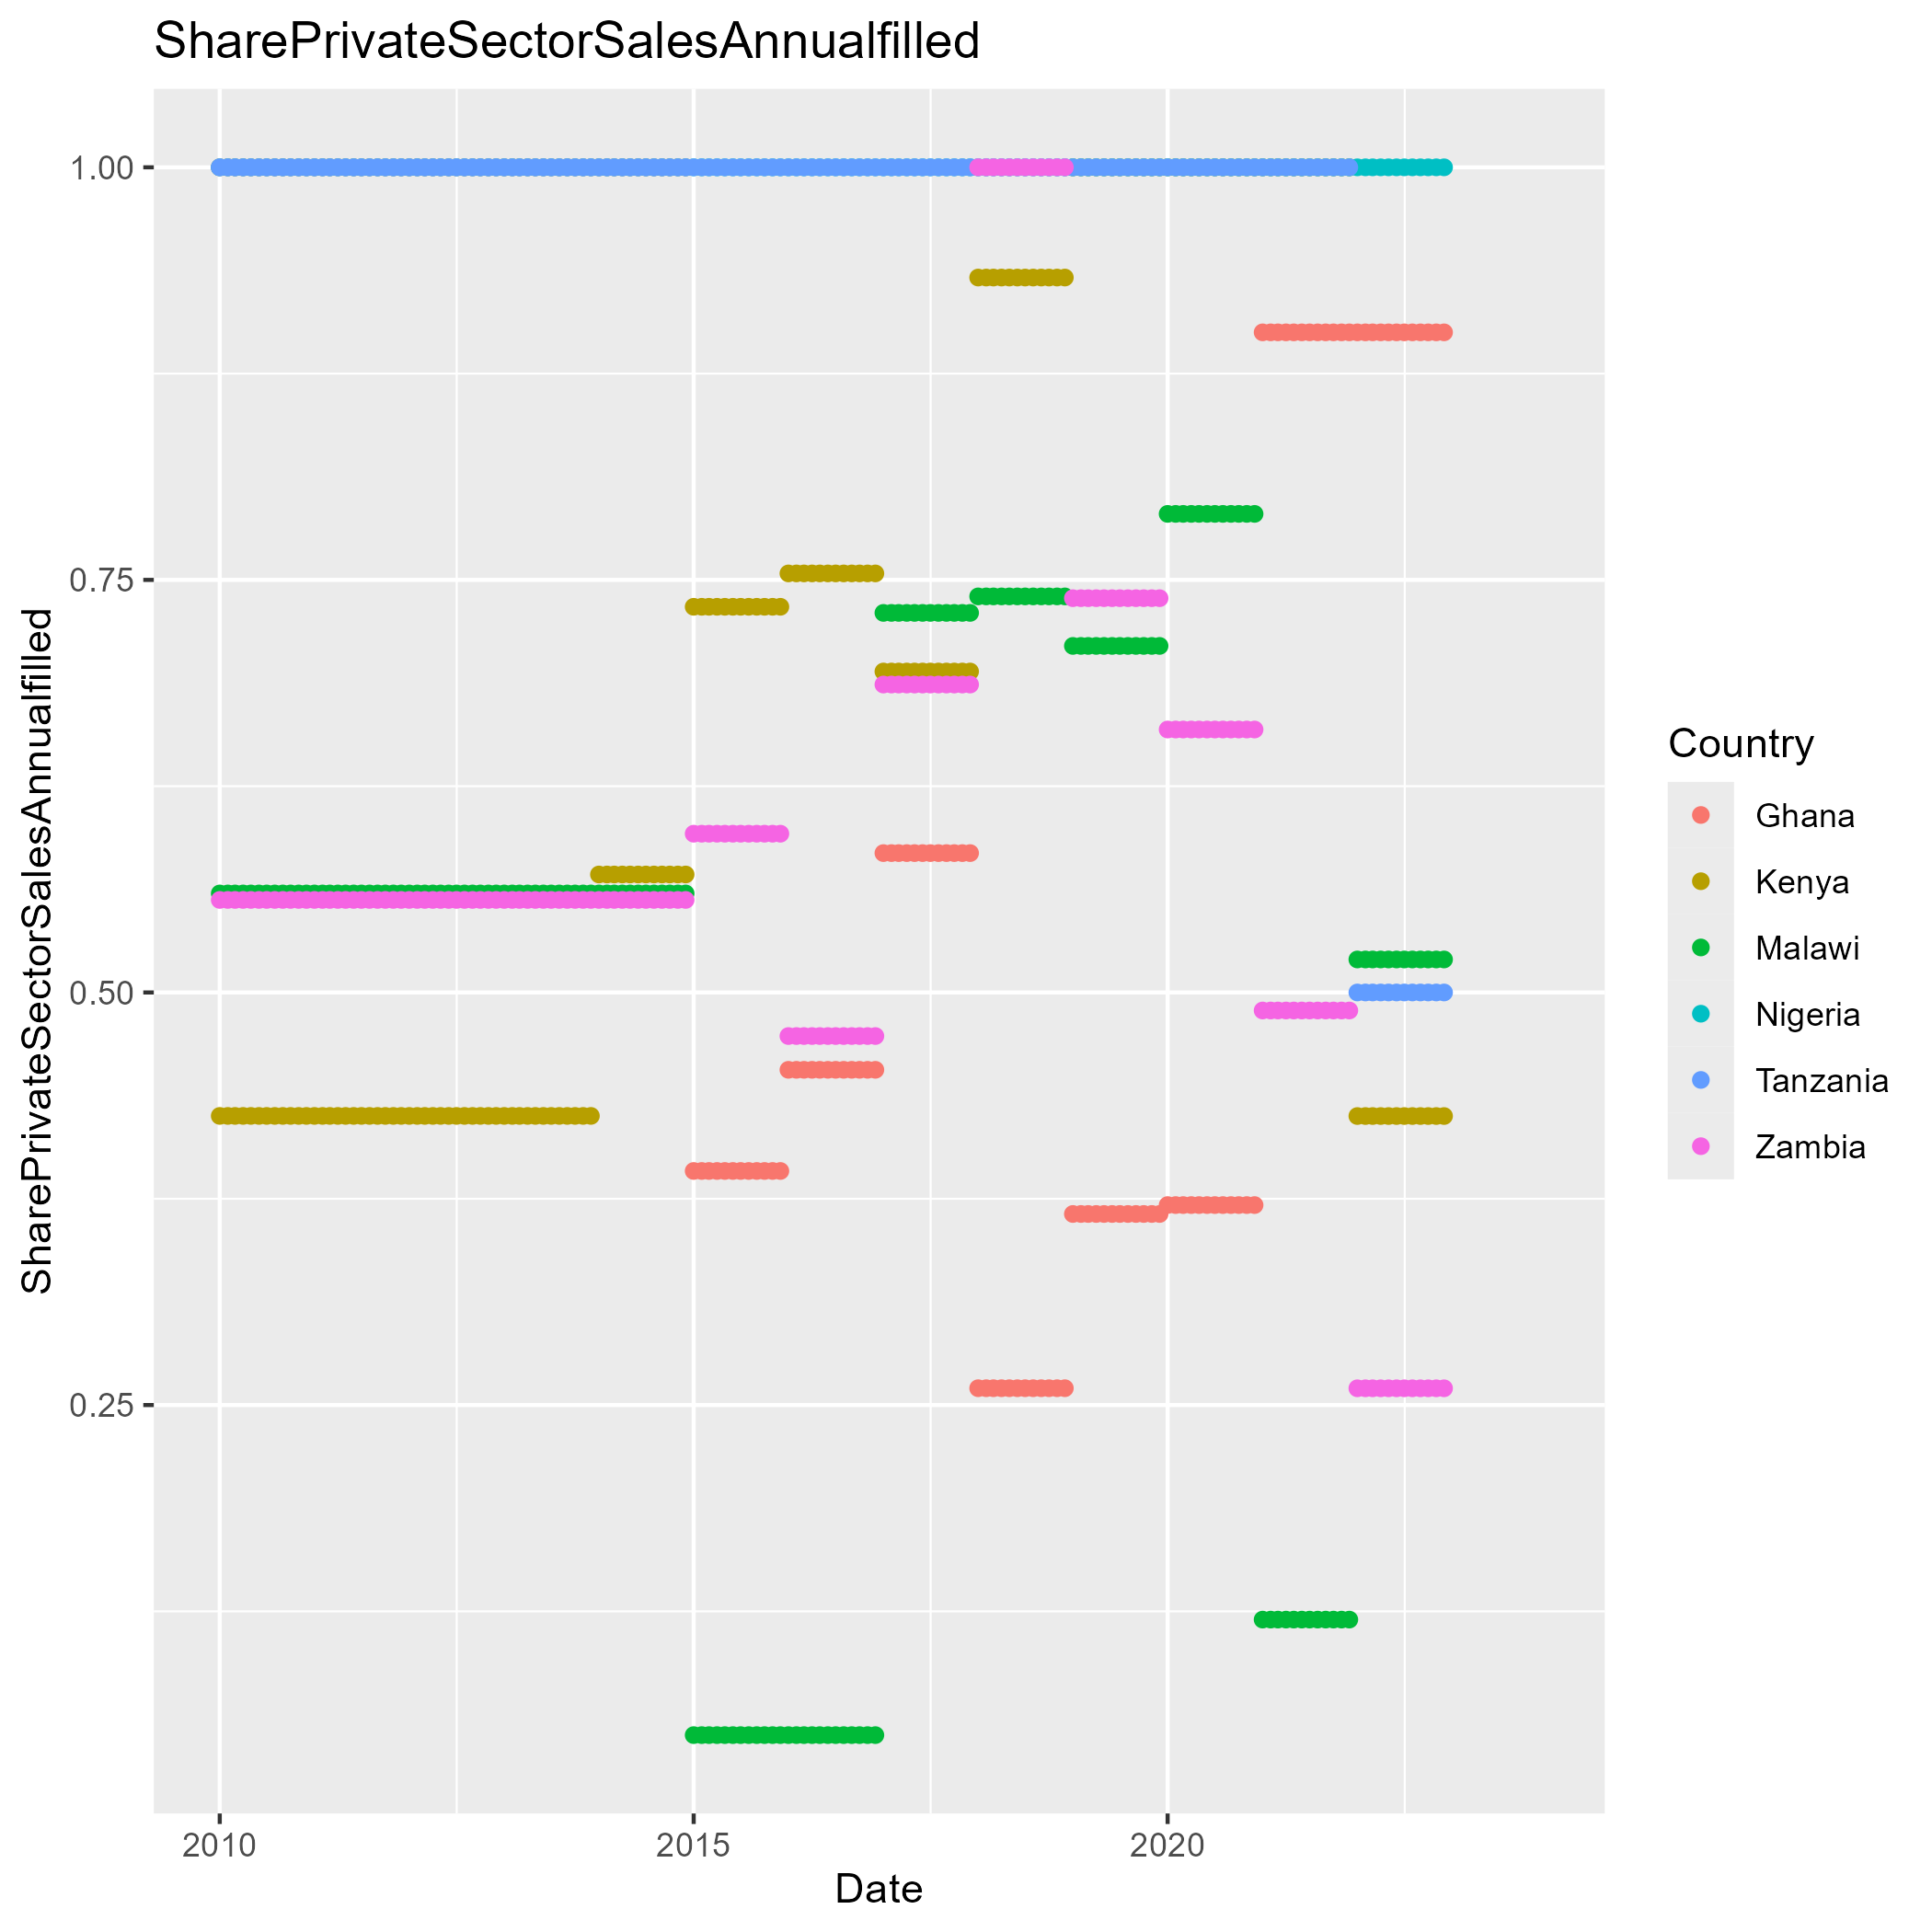 SharePrivateSectorSalesAnnualfilled
SharePrivateSectorSalesAnnualfilled
1.00
0.75
0.50
0.25
2010
2015
2020
Date
Country
Ghana
Kenya
Malawi
Nigeria
Tanzania
Zambia